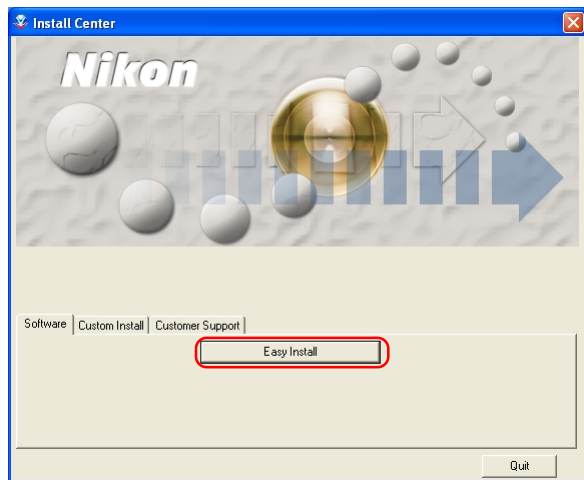 Install Center
Nikon
Software Custom Install Customer Support
Easy Install
Quit